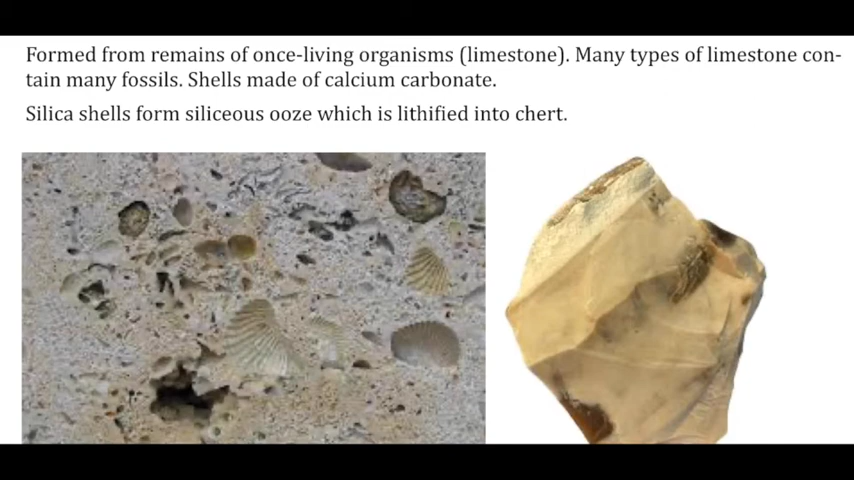 Formed from remains of once-living organisms (limestone). Many types of limestone con-
tain many fossils. Shells made of calcium carbonate.
Silica shells form siliceous ooze which is lithified into chert.